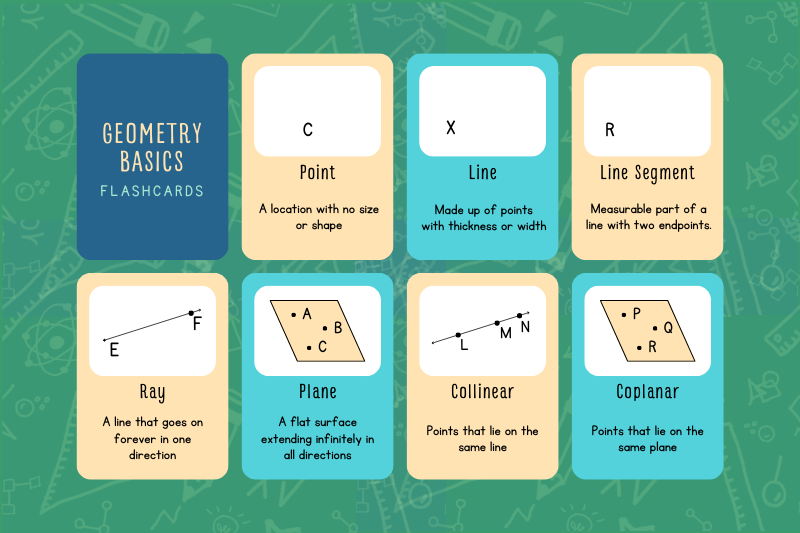 GEOMETRY
BASICS
FLASHCARDS
C
Point
A location with no size
or shape
X
Line
Made up of points
with thickness or width
R
Line Segment
Measurable part of a
line with two endpoints.
E
F
Ray
A line that goes on
forever in one
direction
A
B
C
Plane
A flat surface
extending infinitely in
all directions
L
M
N
Collinear
Points that lie on the
same line
P
Q
R
Coplanar
Points that lie on the
same plane